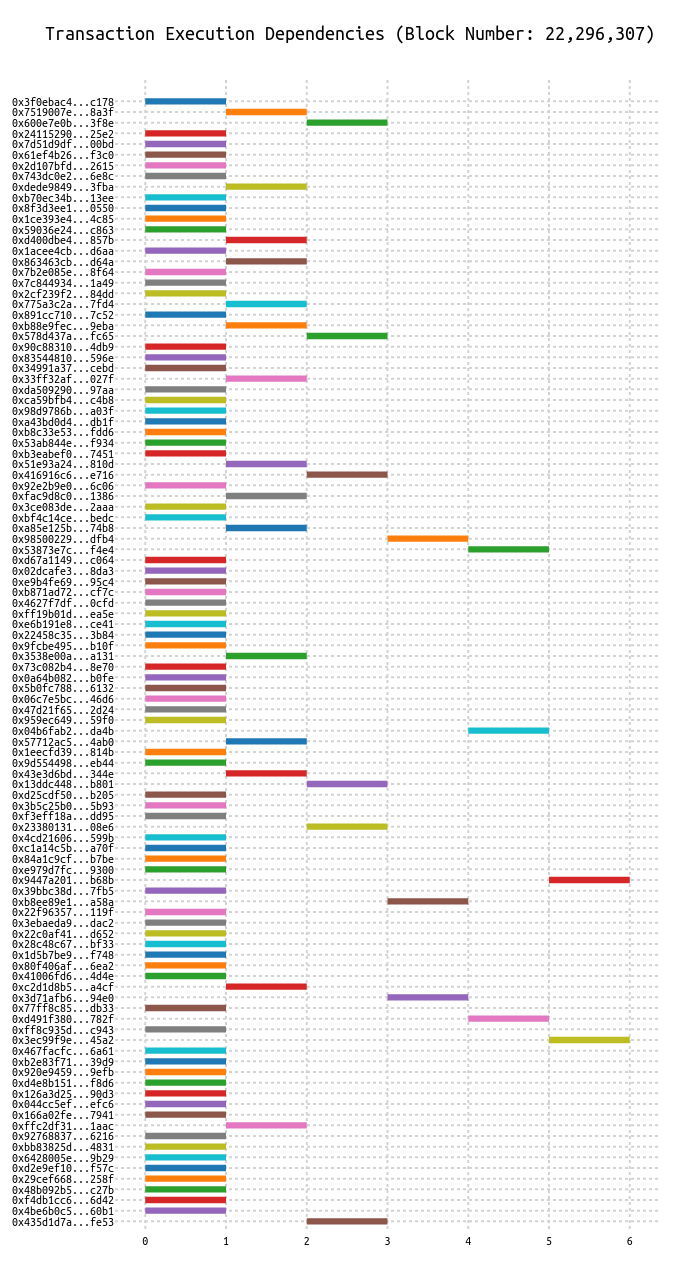 Transaction Execution Dependencies (Block Number: 22,296,307)
0x3f0ebac4...c178
0x7519007e...8a3f
0x600e7e0b...3f8e
0x24115290...25e2
0x7d51d9df...00bd
0x61ef4b26...f3c0
0x2d107bfd...2615
0x743dc0e2...6e8c
0xdede9849...3fba
0xb70ec34b...13ee
0x8f3d3ee1...0550
0x1ce393e4...4c85
0x59036e24...c863
0xd400dbe4...857b
0x1acee4cb...d6aa
0x863463cb...d64a
0x7b2e085e...8f64
0x7c844934...1a49
0x2cf239f2...84dd
0x775a3c2a...7fd4
0x891cc710...7c52
0xb88e9fec...9eba
0x578d437a...fc65
0x90c88310...4db9
0x83544810...596e
0x34991a37...cebd
0x33ff32af...027f
0xda509290...97aa
0xca59bfb4...c4b8
0x98d9786b...a03f
0xa43bd0d4...db1f
0xb8c33e53...fdd6
0x53ab844e...f934
0xb3eabef0...7451
0x51e93a24...810d
0x416916c6...e716
0x92e2b9e0...6c06
0xfac9d8c0...1386
0x3ce083de...2aaa
0xbf4c14ce...bedc
0xa85e125b...74b8
0x98500229...dfb4
0x53873e7c...f4e4
0xd67a1149...c064
0x02dcafe3...8da3
0xe9b4fe69...95c4
0xb871ad72...cf7c
0x4627f7df...0cfd
0xff19b01d...ea5e
0xe6b191e8...ce41
0x22458c35...3b84
0x9fcbe495...b10f
0x3538e00a...a131
0x73c082b4...8e70
0x0a64b082...b0fe
0x5b0fc788...6132
0x06c7e5bc...46d6
0x47d21f65...2d24
0x959ec649...59f0
0x04b6fab2...da4b
0x57712ac5...4ab0
0x1eecfd39...814b
0x9d554498...eb44
0x43e3d6bd...344e
0x13ddc448...b801
0xd25cdf50...b205
0x3b5c25b0...5b93
0xf3eff18a...dd95
0x23380131...08e6
0x4cd21606...599b
0xc1a14c5b...a70f
0x84a1c9cf...b7be
0xe979d7fc...9300
0x9447a201...b68b
0x39bbc38d...7fb5
0xb8ee89e1...a58a
0x22f96357...119f
0x3ebaeda9...dac2
0x22c0af41...d652
0x28c48c67...bf33
0x1d5b7be9...f748
0x80f406af...6ea2
0x41006fd6...4d4e
0xc2d1d8b5...a4cf
0x3d71afb6...94e0
0x77ff8c85...db33
0xd491f380...782f
0xff8c935d...c943
0x3ec99f9e...45a2
0x467facfc...6a61
0xb2e83f71...39d9
0x920e9459...9efb
0xd4e8b151...f8d6
0x126a3d25...90d3
0x044cc5ef...efc6
0x166a02fe...7941
0xffc2df31...1aac
0x92768837...6216
0xbb83825d...4831
0x6428005e...9b29
0xd2e9ef10...f57c
0x29cef668...258f
0x48b092b5...c27b
0xf4db1cc6...6d42
0x4be6b0c5...60b1
0x435d1d7a...fe53
0 1 2 3 4 5 6